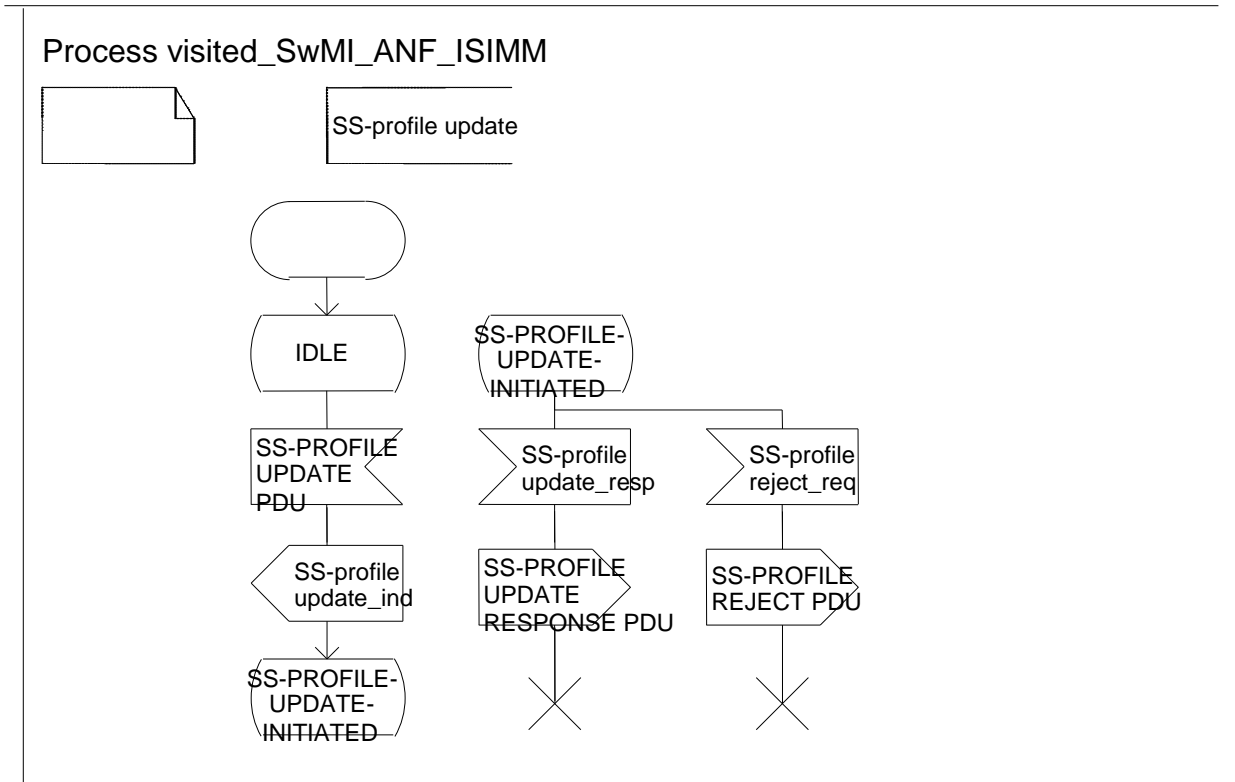 Process visited_SwMI_ANF_ISIMM
SS-profile update
IDLE
SS-PROFILE
UPDATE
PDU
SS-profile
update_ind
SS-PROFILE-
UPDATE-
INITIATED
SS-PROFILE-
UPDATE-
INITIATED
SS-profile
update_resp
SS-PROFILE
UPDATE
RESPONSE PDU
SS-profile
reject_req
SS-PROFILE
REJECT PDU